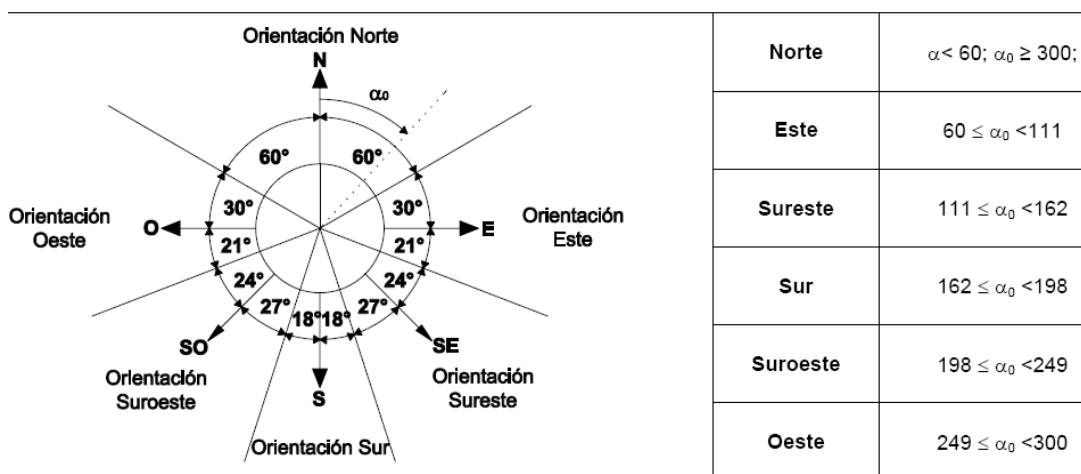 Orientación Norte
N
α₀
60° 60°
30° 30°
Orientación
Oeste
O
E
Orientación
Este
21° 21°
24° 24°
27° 18° 18° 27°
SO
SE
Orientación
Suroeste
S
Orientación
Sureste
Orientación Sur
Norte α< 60; α₀ ≥ 300;
Este 60 ≤ α₀ <111
Sureste 111 ≤ α₀ <162
Sur 162 ≤ α₀ <198
Suroeste 198 ≤ α₀ <249
Oeste 249 ≤ α₀ <300